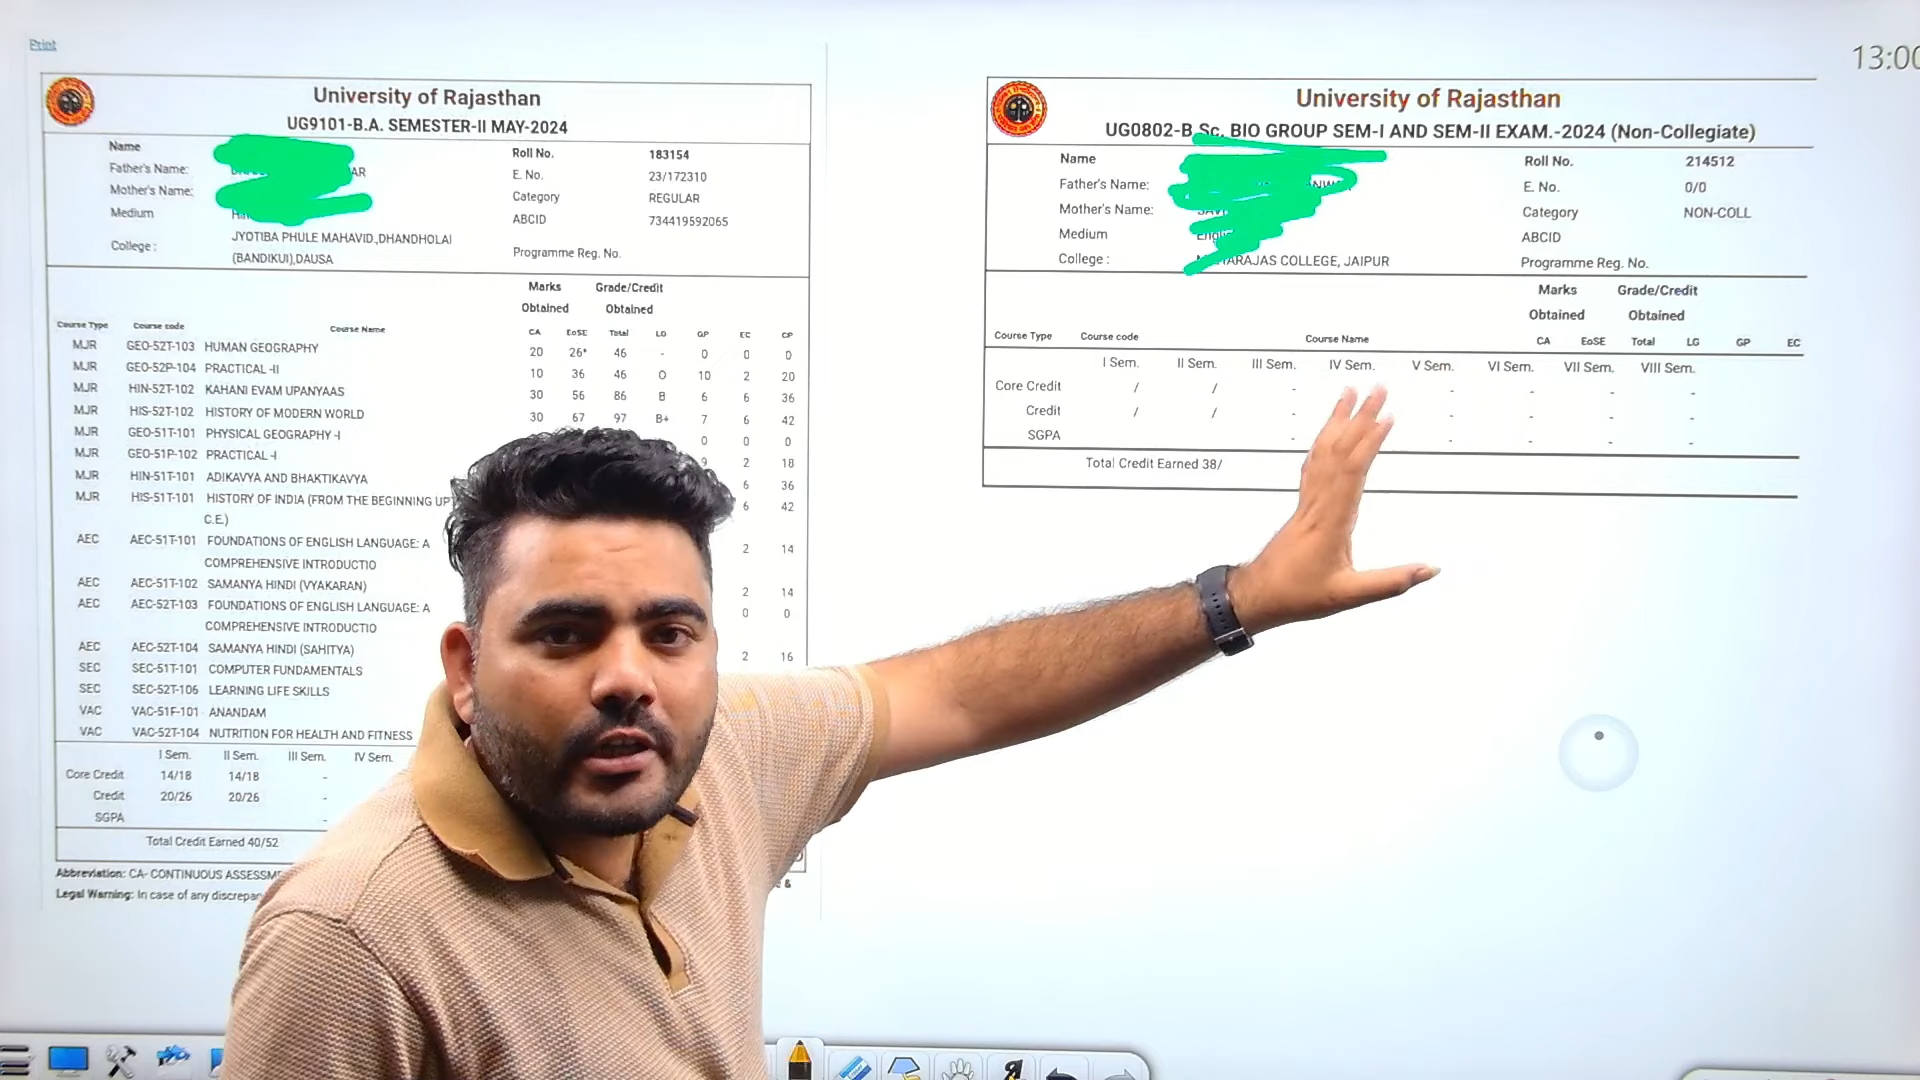 Print
13:00
University of Rajasthan
UG9101-B.A. SEMESTER-II MAY-2024
Name
Roll No. 183154
Father's Name: AR
E. No. 23/172310
Mother's Name:
Category REGULAR
Medium
ABCID 734419592065
College : JYOTIBA PHULE MAHAVID.,DHANDHOLAI
(BANDIKUI),DAUSA
Programme Reg. No.
Marks Grade/Credit
Obtained Obtained
Course Type Course code Course Name CA EoSE Total LG GP EC CP
MJR GEO-52T-103 HUMAN GEOGRAPHY 20 26* 46 - 0 0 0
MJR GEO-52P-104 PRACTICAL -II 10 36 46 O 10 2 20
MJR HIN-52T-102 KAHANI EVAM UPANYAAS 30 56 86 B 6 6 36
MJR HIS-52T-102 HISTORY OF MODERN WORLD 30 67 97 B+ 7 6 42
MJR GEO-51T-101 PHYSICAL GEOGRAPHY -I 0 0 0
MJR GEO-51P-102 PRACTICAL -I 9 2 18
MJR HIN-51T-101 ADIKAVYA AND BHAKTIKAVYA 6 36
MJR HIS-51T-101 HISTORY OF INDIA (FROM THE BEGINNING UP 6 42
C.E.)
AEC AEC-51T-101 FOUNDATIONS OF ENGLISH LANGUAGE: A 2 14
COMPREHENSIVE INTRODUCTIO
AEC AEC-51T-102 SAMANYA HINDI (VYAKARAN) 2 14
AEC AEC-52T-103 FOUNDATIONS OF ENGLISH LANGUAGE: A 0 0
COMPREHENSIVE INTRODUCTIO
AEC AEC-52T-104 SAMANYA HINDI (SAHITYA) 2 16
SEC SEC-51T-101 COMPUTER FUNDAMENTALS
SEC SEC-52T-106 LEARNING LIFE SKILLS
VAC VAC-51F-101 ANANDAM
VAC VAC-52T-104 NUTRITION FOR HEALTH AND FITNESS
I Sem. II Sem. III Sem. IV Sem.
Core Credit 14/18 14/18 -
Credit 20/26 20/26 -
SGPA -
Total Credit Earned 40/52
Abbreviation: CA- CONTINUOUS ASSESSM
&
Legal Warning: In case of any discrepan
University of Rajasthan
UG0802-B.Sc. BIO GROUP SEM-I AND SEM-II EXAM.-2024 (Non-Collegiate)
Name
Roll No. 214512
Father's Name:
E. No. 0/0
Mother's Name:
Category NON-COLL
Medium
ABCID
College : ARAJAS COLLEGE, JAIPUR
Programme Reg. No.
Marks Grade/Credit
Obtained Obtained
Course Type Course code Course Name CA EoSE Total LG GP EC
I Sem. II Sem. III Sem. IV Sem. V Sem. VI Sem. VII Sem. VIII Sem.
Core Credit / / - - - - -
Credit / / - - - - -
SGPA - - - - -
Total Credit Earned 38/